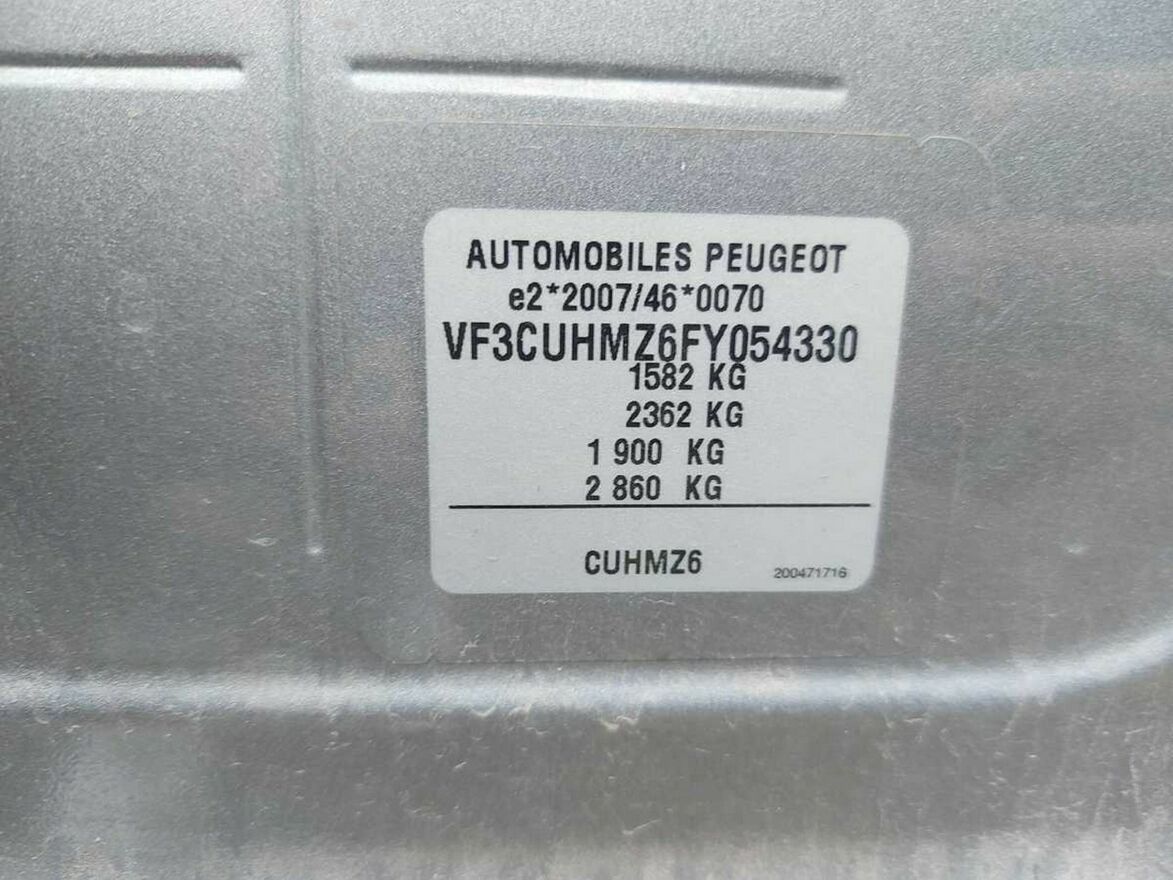 AUTOMOBILES PEUGEOT
e2*2007/46*0070
VF3CUHMZ6FY054330
1582 KG
2362 KG
1 900 KG
2 860 KG
CUHMZ6
200471716